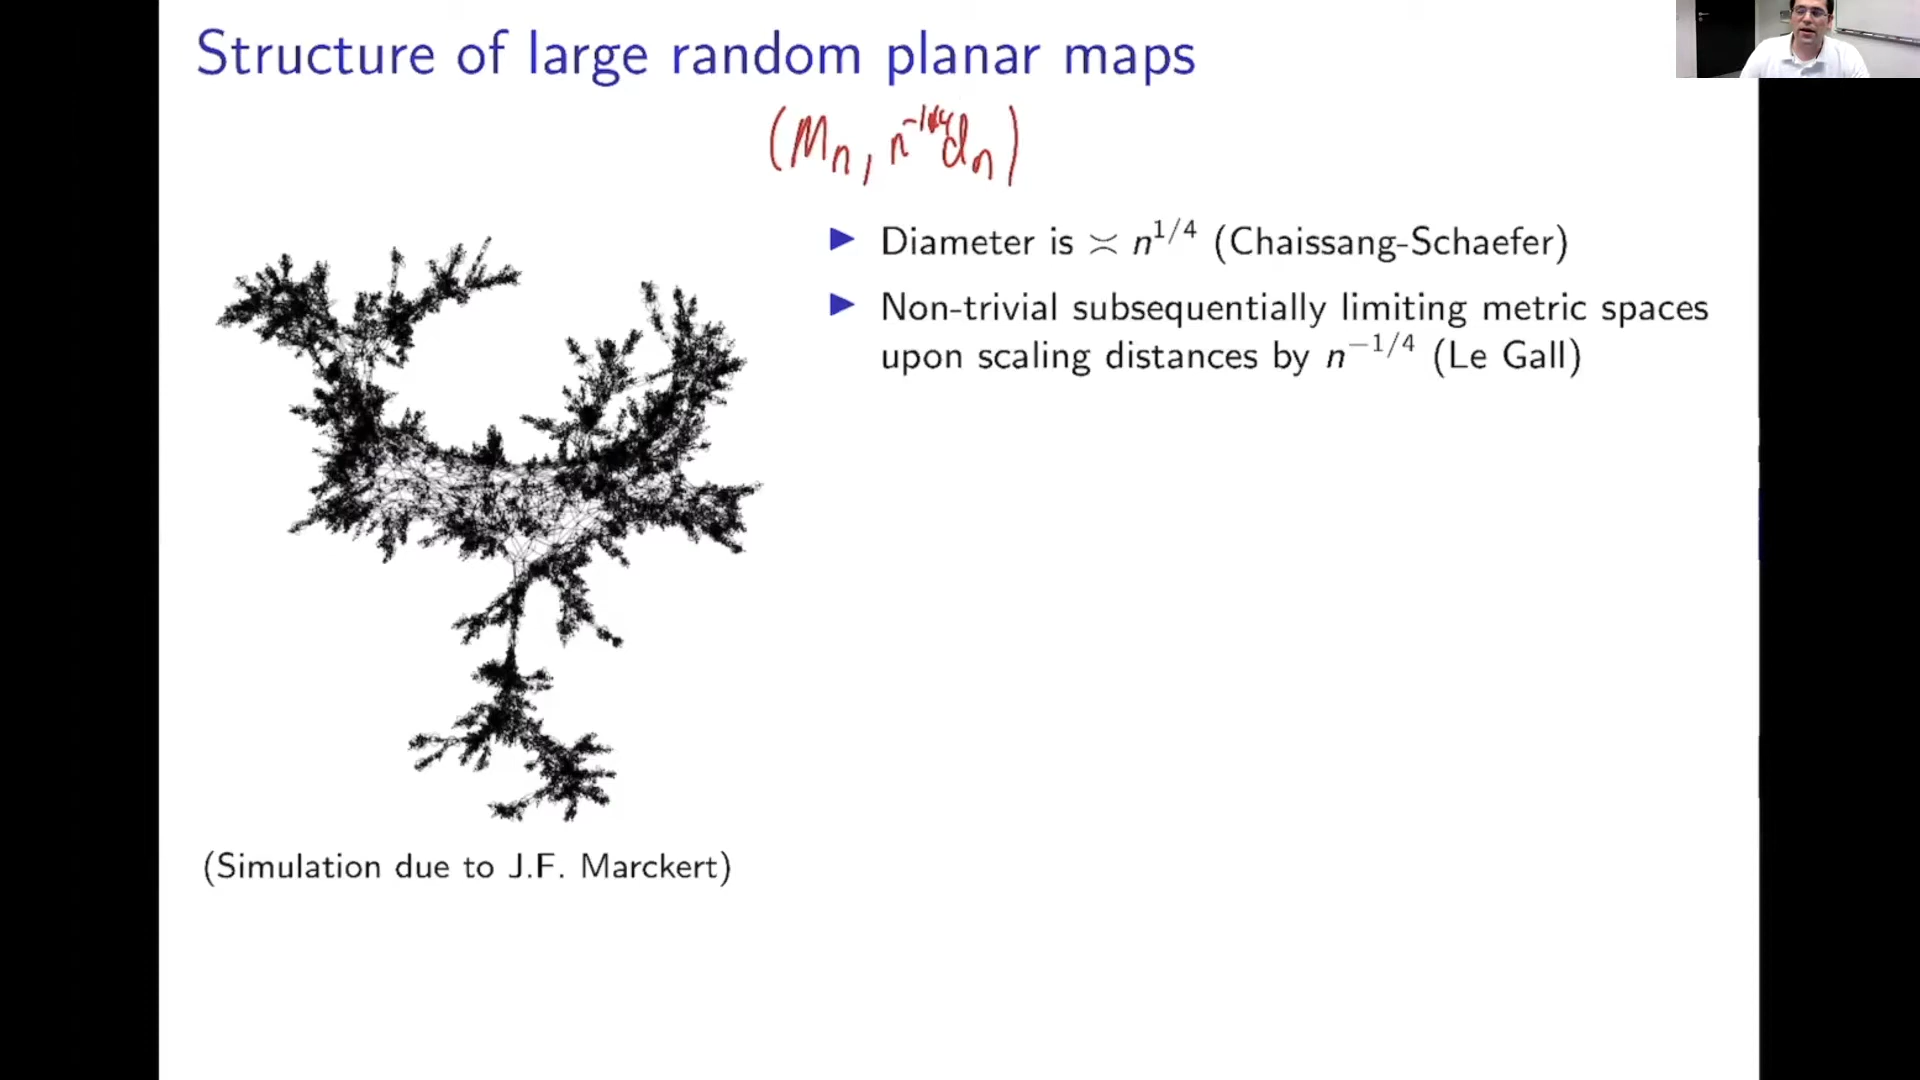 Structure of large random planar maps
(Mn, n^-1/4 dn)
▶ Diameter is ≍ n^1/4 (Chaissang-Schaefer)
▶ Non-trivial subsequentially limiting metric spaces
upon scaling distances by n^−1/4 (Le Gall)
(Simulation due to J.F. Marckert)